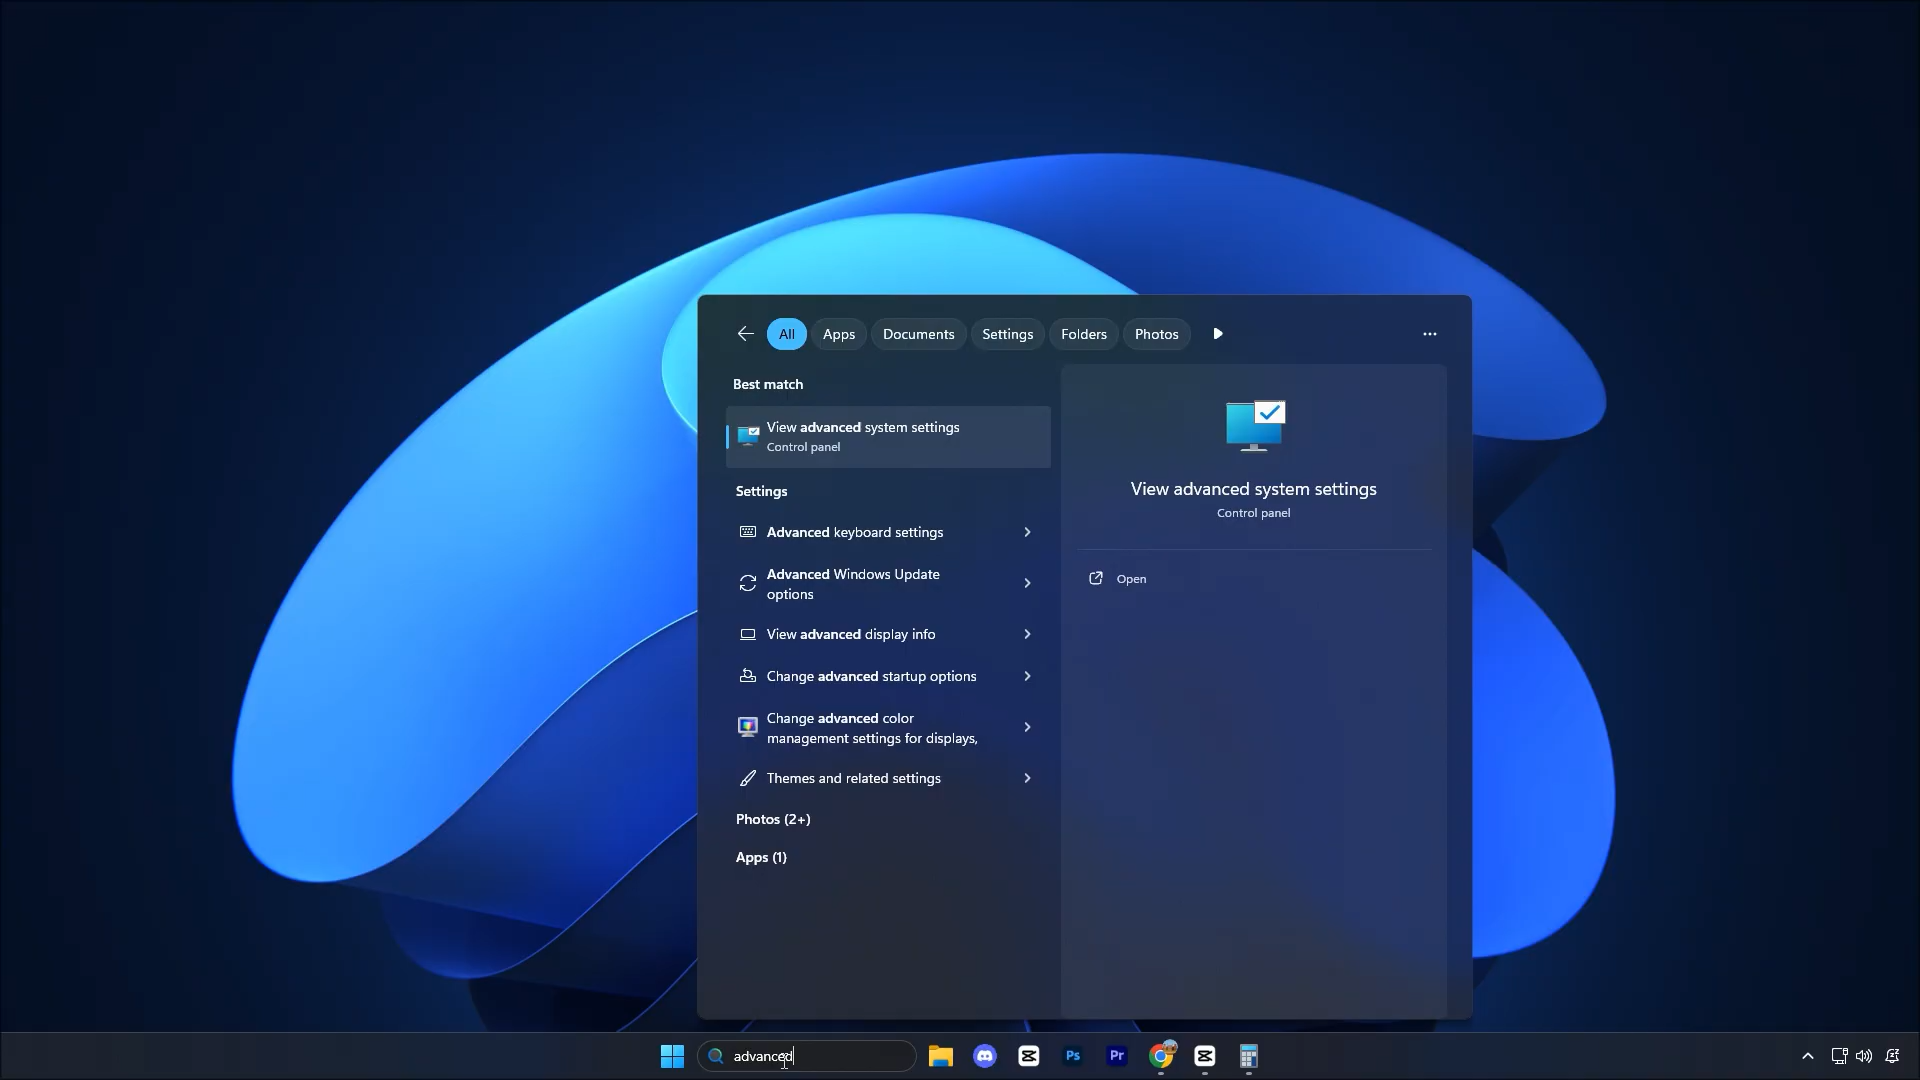 All
Apps
Documents
Settings
Folders
Photos
Best match
View advanced system settings
Control panel
Settings
Advanced keyboard settings
Advanced Windows Update
options
View advanced display info
Change advanced startup options
Change advanced color
management settings for displays,
Themes and related settings
Photos (2+)
Apps (1)
View advanced system settings
Control panel
Open
advanced
Ps
Pr